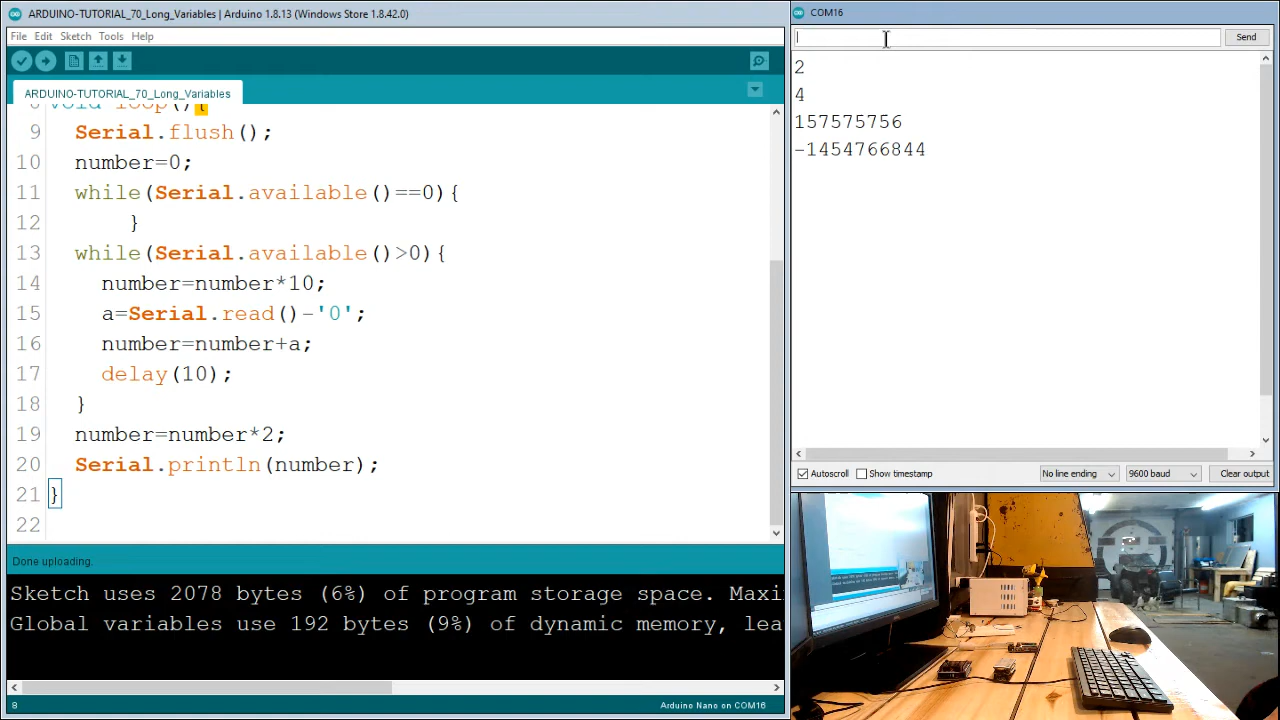 ARDUINO-TUTORIAL_70_Long_Variables | Arduino 1.8.13 (Windows Store 1.8.42.0)
File Edit Sketch Tools Help
ARDUINO-TUTORIAL_70_Long_Variables
8 void loop(){
9 Serial.flush();
10 number=0;
11 while(Serial.available()==0){
12 }
13 while(Serial.available()>0){
14 number=number*10;
15 a=Serial.read()-'0';
16 number=number+a;
17 delay(10);
18 }
19 number=number*2;
20 Serial.println(number);
21 }
22
Done uploading.
Sketch uses 2078 bytes (6%) of program storage space. Maxi
Global variables use 192 bytes (9%) of dynamic memory, lea
8 Arduino Nano on COM16
COM16
Send
2
4
157575756
-1454766844
Autoscroll Show timestamp No line ending 9600 baud Clear output